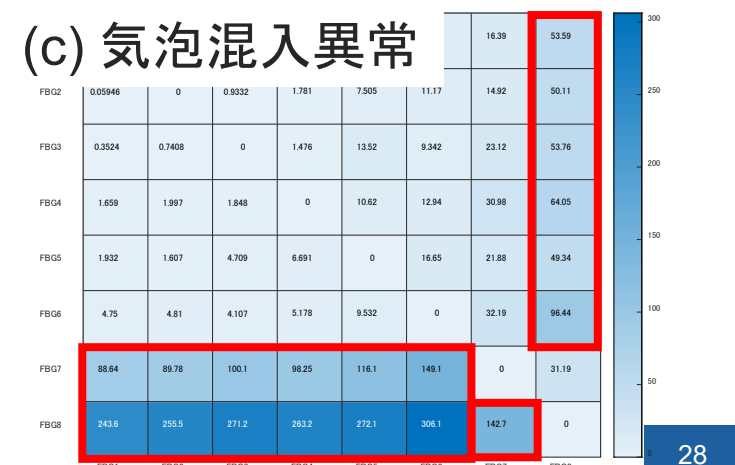 (c) 気泡混入異常
16.39 53.59
FBG2 0.05946 0 0.9332 1.781 7.505 11.17 14.92 50.11
FBG3 0.3524 0.7408 0 1.476 13.52 9.342 23.12 53.76
FBG4 1.659 1.997 1.848 0 10.62 12.94 30.98 64.05
FBG5 1.932 1.607 4.709 6.691 0 16.65 21.88 49.34
FBG6 4.75 4.81 4.107 5.178 9.532 0 32.19 96.44
FBG7 88.64 89.78 100.1 98.25 116.1 149.1 0 31.19
FBG8 243.6 255.5 271.2 263.2 272.1 306.1 142.7 0
300
250
200
150
100
50
0
28